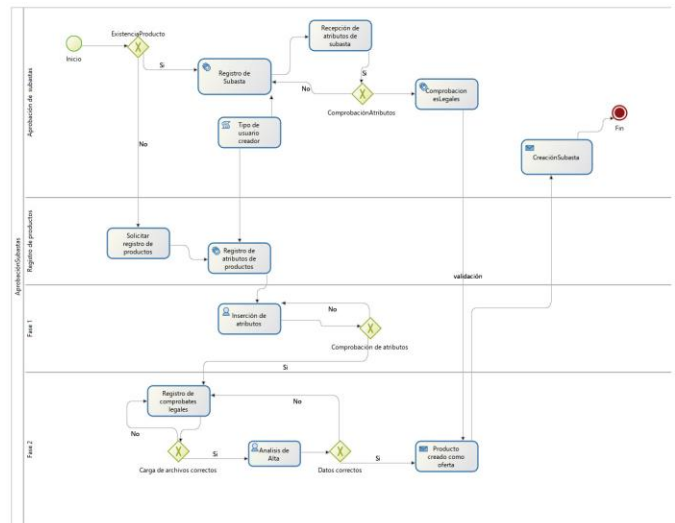 AprobaciónSubastas
Aprobación de subastas
Inicio
ExistenciaProducto
Si
No
Registro de
Subasta
Recepción de
atributos de
subasta
Si
No
ComprobaciónAtributos
Comprobacion
esLegales
Tipo de
usuario
creador
CreaciónSubasta
Fin
Registro de productos
Solicitar
registro de
productos
Registro de
atributos de
productos
validación
Fase 1
Inserción de
atributos
No
Comprobación de atributos
Si
Fase 2
Registro de
comprobates
legales
No
Carga de archivos correctos
Si
Analisis de
Alta
No
Datos correctos
Si
Producto
creado como
oferta